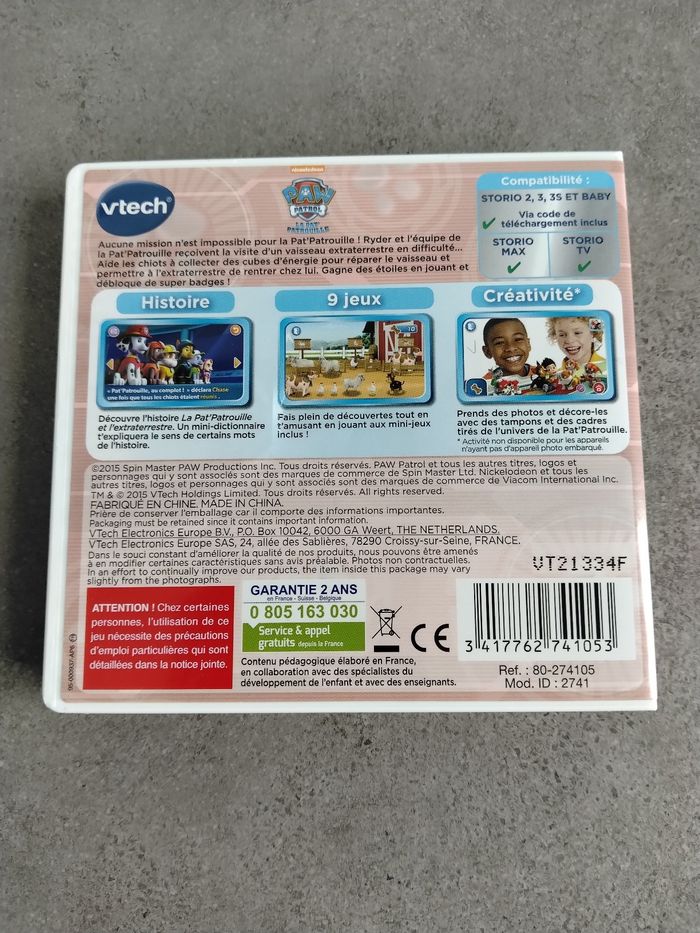 vtech
nickelodeon
PAW
PATROL
LA PAT' PATROUILLE
Compatibilité :
STORIO 2, 3, 3S ET BABY
✓ Via code de
téléchargement inclus
STORIO MAX ✓
STORIO TV ✓
Aucune mission n'est impossible pour la Pat'Patrouille ! Ryder et l'équipe de
la Pat'Patrouille reçoivent la visite d'un vaisseau extraterrestre en difficulté...
Aide les chiots à collecter des cubes d'énergie pour réparer le vaisseau et
permettre à l'extraterrestre de rentrer chez lui. Gagne des étoiles en jouant et
débloque de super badges !
Histoire
« Pat'Patrouille, au complet ! » déclara Chase
une fois que tous les chiots étaient réunis .
Découvre l'histoire La Pat'Patrouille
et l'extraterrestre. Un mini-dictionnaire
t'expliquera le sens de certains mots
de l'histoire.
9 jeux
3
10
Fais plein de découvertes tout en
t'amusant en jouant aux mini-jeux
inclus !
Créativité*
Prends des photos et décore-les
avec des tampons et des cadres
tirés de l'univers de la Pat'Patrouille.
* Activité non disponible pour les appareils
n'ayant pas d'appareil photo embarqué.
©2015 Spin Master PAW Productions Inc. Tous droits réservés. PAW Patrol et tous les autres titres, logos et
personnages qui y sont associés sont des marques de commerce de Spin Master Ltd. Nickelodeon et tous les
autres titres, logos et personnages qui y sont associés sont des marques de commerce de Viacom International Inc.
TM & © 2015 VTech Holdings Limited. Tous droits réservés. All rights reserved.
FABRIQUÉ EN CHINE. MADE IN CHINA.
Prière de conserver l'emballage car il comporte des informations importantes.
Packaging must be retained since it contains important information.
VTech Electronics Europe B.V., P.O. Box 10042, 6000 GA Weert, THE NETHERLANDS.
VTech Electronics Europe SAS, 24, allée des Sablières, 78290 Croissy-sur-Seine, FRANCE.
Dans le souci constant d'améliorer la qualité de nos produits, nous pouvons être amenés
à en modifier certaines caractéristiques sans avis préalable. Photos non contractuelles.
In an effort to continually improve our products, the item inside this package may vary
slightly from the photographs.
VT21334F
ATTENTION ! Chez certaines
personnes, l'utilisation de ce
jeu nécessite des précautions
d'emploi particulières qui sont
détaillées dans la notice jointe.
GARANTIE 2 ANS
en France - Suisse - Belgique
0 805 163 030
Service & appel
gratuits depuis la France
CE
Contenu pédagogique élaboré en France,
en collaboration avec des spécialistes du
développement de l'enfant et avec des enseignants.
3 417762 741053
Réf. : 80-274105
Mod. ID : 2741